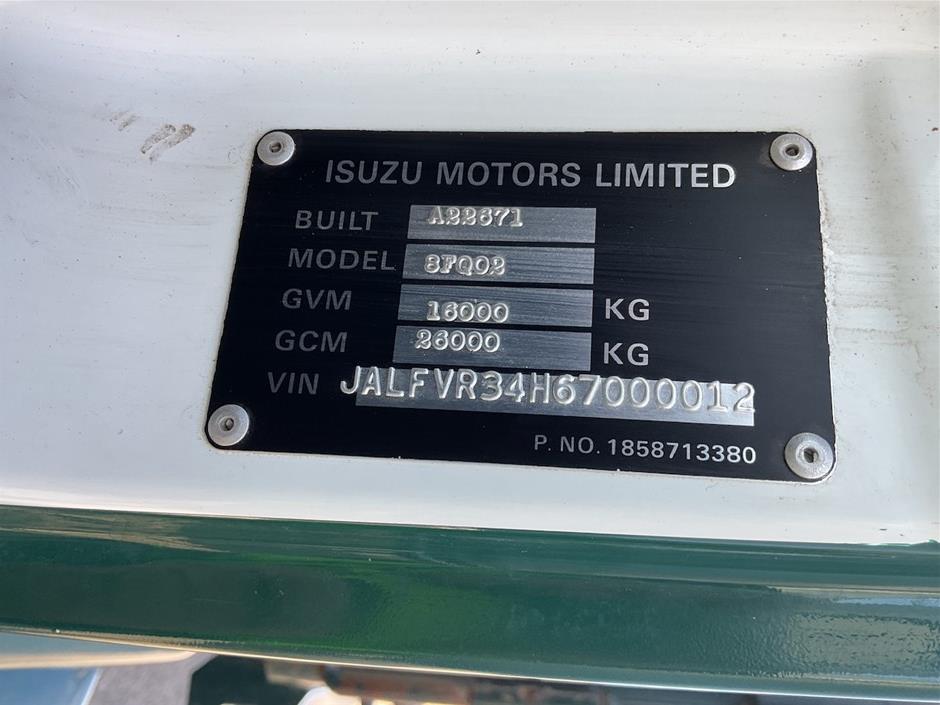 ISUZU MOTORS LIMITED
BUILT A22671
MODEL 8FQ02
GVM 16000 KG
GCM 26000 KG
VIN JALFVR34H67000012
P. NO. 1858713380